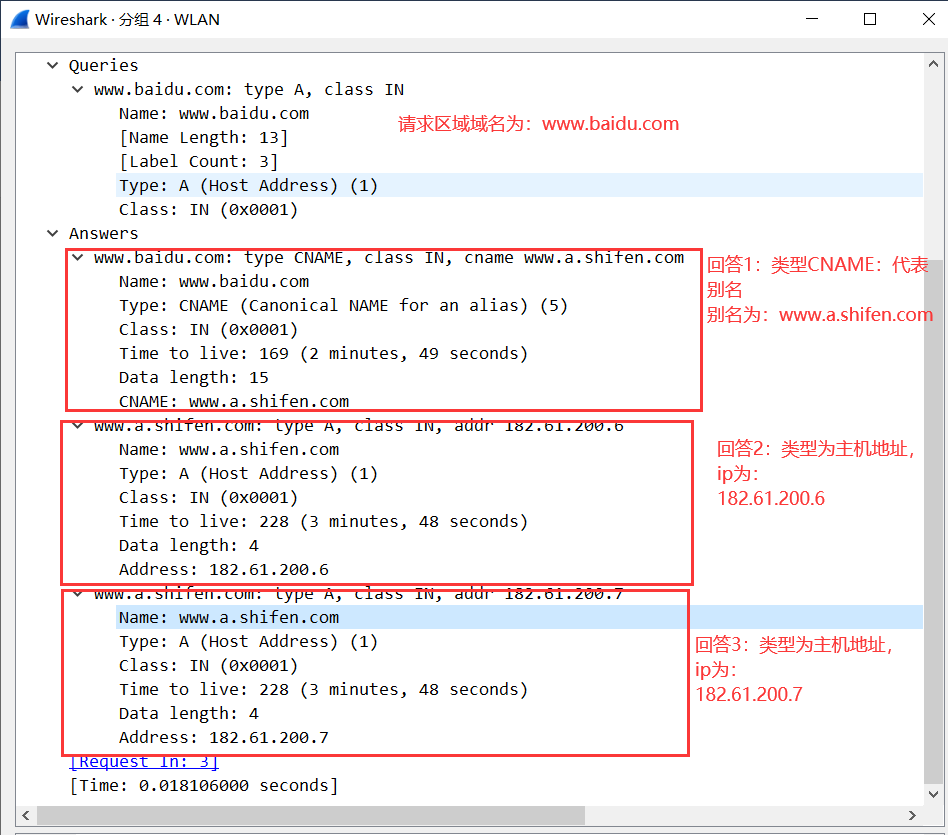 Wireshark · 分组 4 · WLAN
Queries
www.baidu.com: type A, class IN
Name: www.baidu.com
请求区域域名为：www.baidu.com
[Name Length: 13]
[Label Count: 3]
Type: A (Host Address) (1)
Class: IN (0x0001)
Answers
www.baidu.com: type CNAME, class IN, cname www.a.shifen.com
Name: www.baidu.com
Type: CNAME (Canonical NAME for an alias) (5)
Class: IN (0x0001)
Time to live: 169 (2 minutes, 49 seconds)
Data length: 15
CNAME: www.a.shifen.com
回答1：类型CNAME：代表
别名
别名为：www.a.shifen.com
www.a.shifen.com: type A, class IN, addr 182.61.200.6
Name: www.a.shifen.com
Type: A (Host Address) (1)
Class: IN (0x0001)
Time to live: 228 (3 minutes, 48 seconds)
Data length: 4
Address: 182.61.200.6
回答2：类型为主机地址，
ip为：
182.61.200.6
www.a.shifen.com: type A, class IN, addr 182.61.200.7
Name: www.a.shifen.com
Type: A (Host Address) (1)
Class: IN (0x0001)
Time to live: 228 (3 minutes, 48 seconds)
Data length: 4
Address: 182.61.200.7
回答3：类型为主机地址，
ip为：
182.61.200.7
[Request In: 3]
[Time: 0.018106000 seconds]